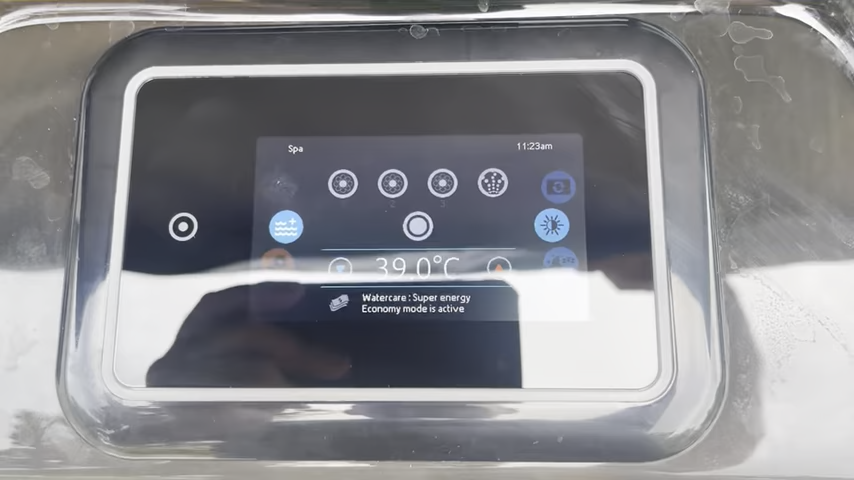 Spa
11:23am
39.0°C
Watercare : Super energy
Economy mode is active